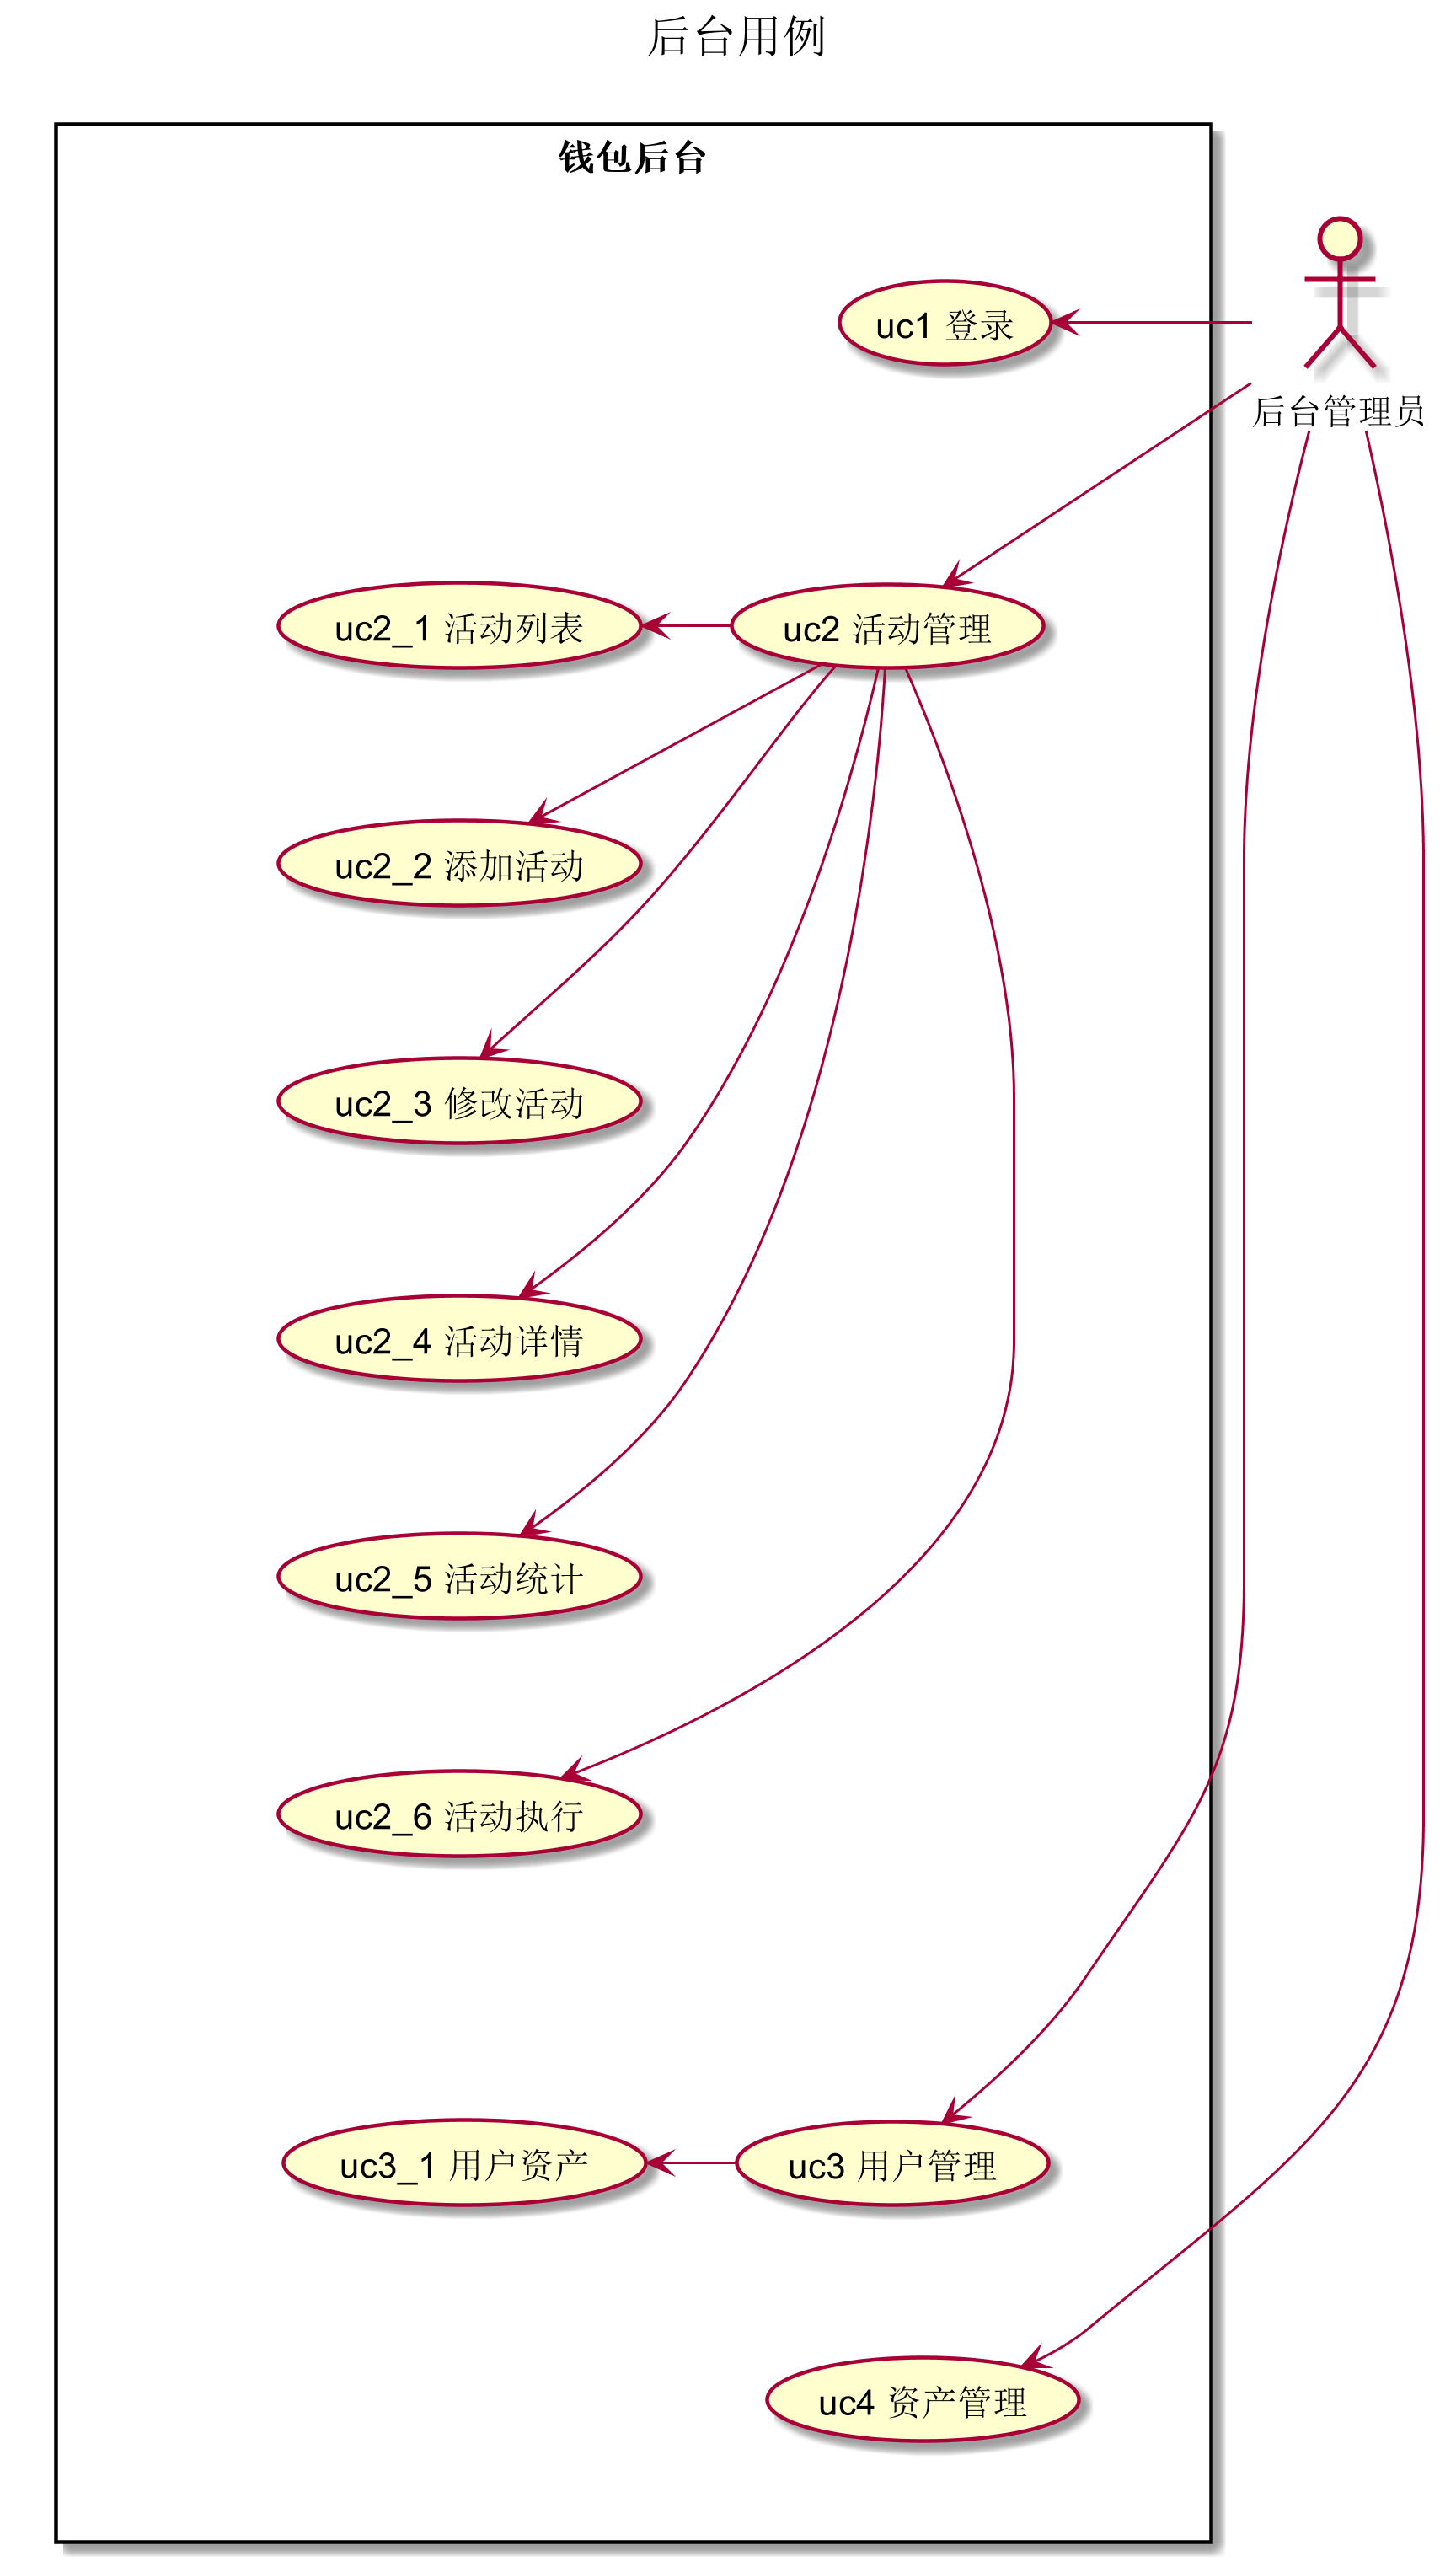 后台用例
钱包后台
uc1 登录
后台管理员
uc2_1 活动列表
uc2 活动管理
uc2_2 添加活动
uc2_3 修改活动
uc2_4 活动详情
uc2_5 活动统计
uc2_6 活动执行
uc3_1 用户资产
uc3 用户管理
uc4 资产管理